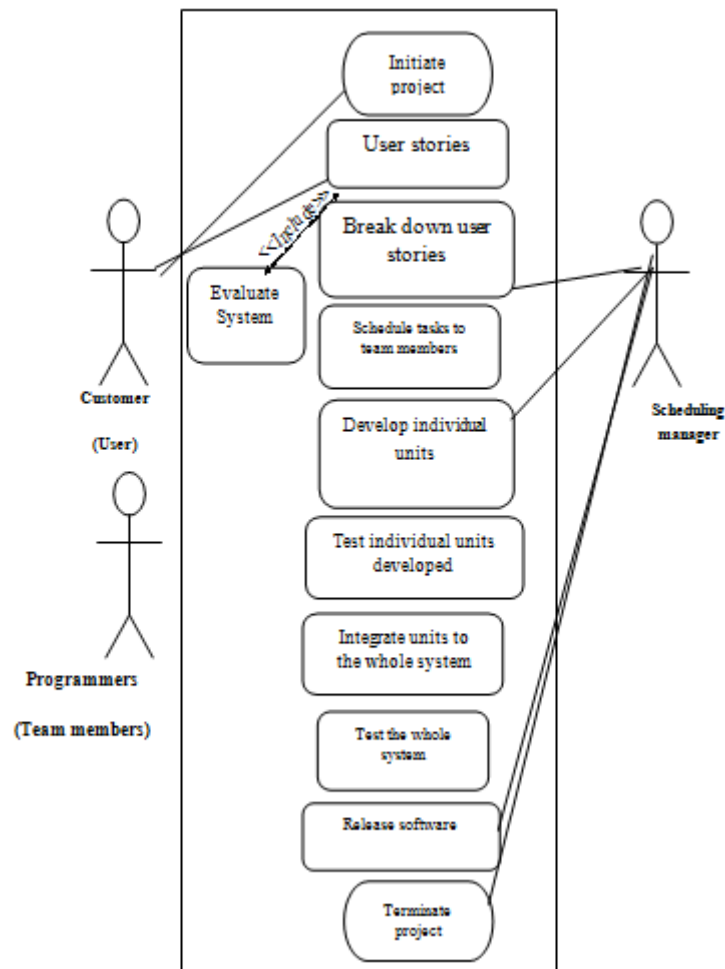 Initiate
project
User stories
<<Include>>
Break down user
stories
Evaluate
System
Schedule tasks to
team members
Customer
(User)
Scheduling
manager
Develop individual
units
Test individual units
developed
Integrate units to
the whole system
Programmers
(Team members)
Test the whole
system
Release software
Terminate
project